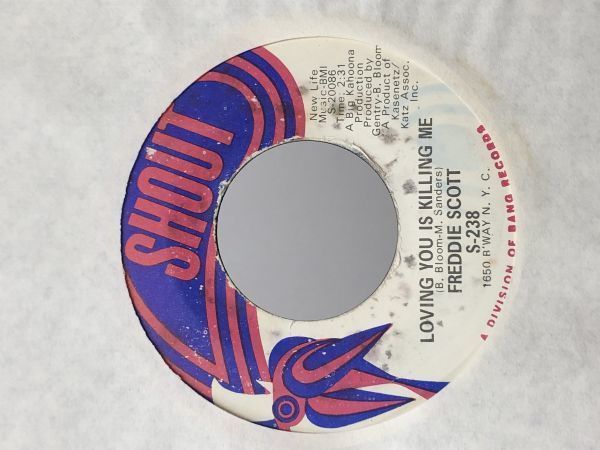 SHOUT
New Life
Music-BMI
S-20086
Time: 2:31
A Big Kahoona
Production
Produced by
Gentry-B. Bloom
A Product of
Kasenetz/
Katz Assoc.
Inc.
LOVING YOU IS KILLING ME
(B. Bloom-M. Sanders)
FREDDIE SCOTT
S-238
1650 B'WAY N. Y. C.
A DIVISION OF BANG RECORDS